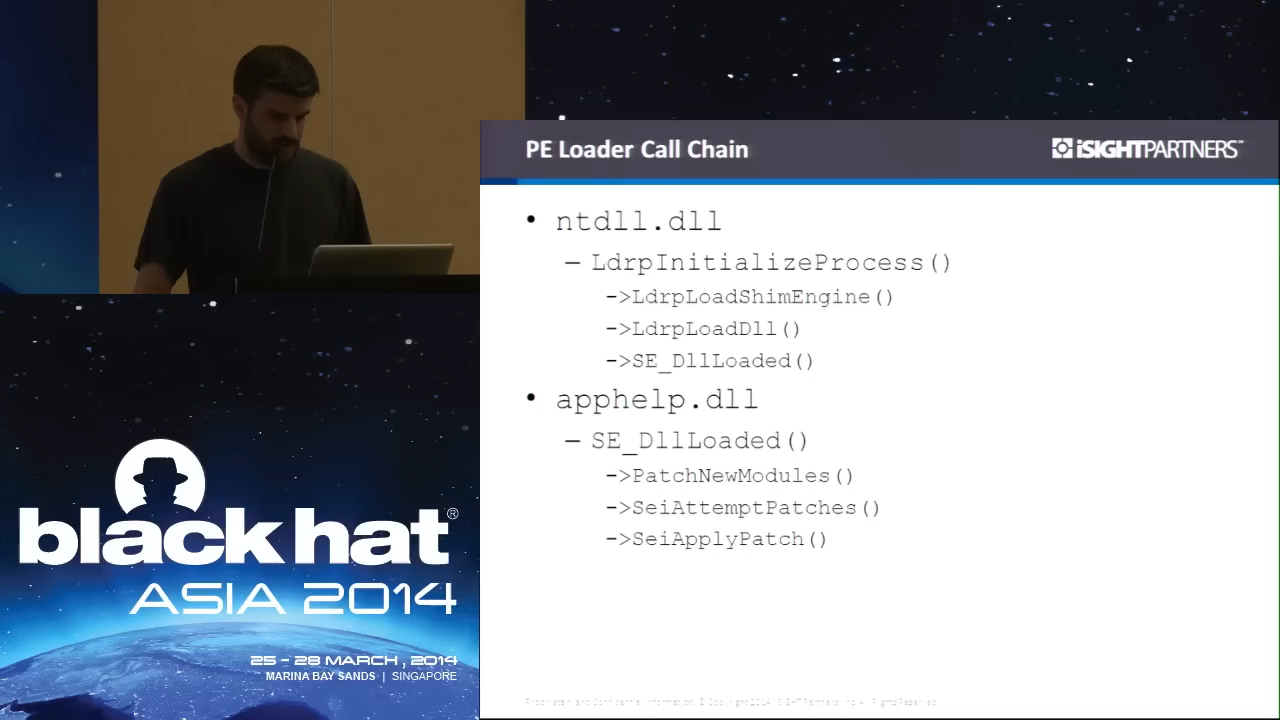 PE Loader Call Chain
iSIGHTPARTNERS
• ntdll.dll
– LdrpInitializeProcess()
->LdrpLoadShimEngine()
->LdrpLoadDll()
->SE_DllLoaded()
• apphelp.dll
– SE_DllLoaded()
->PatchNewModules()
->SeiAttemptPatches()
->SeiApplyPatch()
black hat®
ASIA 2014
25 - 28 MARCH, 2014
MARINA BAY SANDS | SINGAPORE